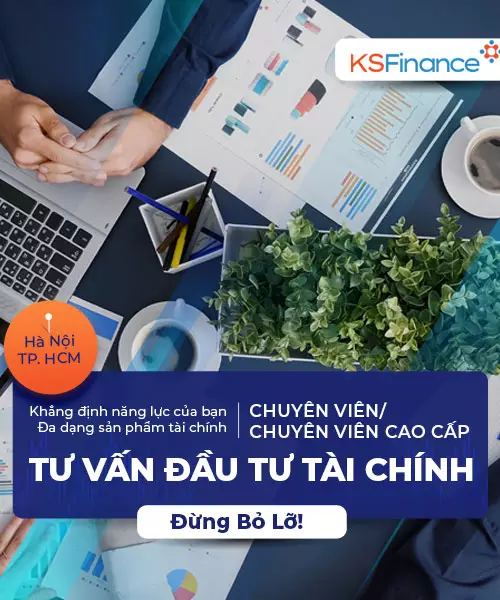 KSFinance
Hà Nội
TP. HCM
Khẳng định năng lực của bạn
Đa dạng sản phẩm tài chính
CHUYÊN VIÊN/
CHUYÊN VIÊN CAO CẤP
TƯ VẤN ĐẦU TƯ TÀI CHÍNH
Đừng Bỏ Lỡ!